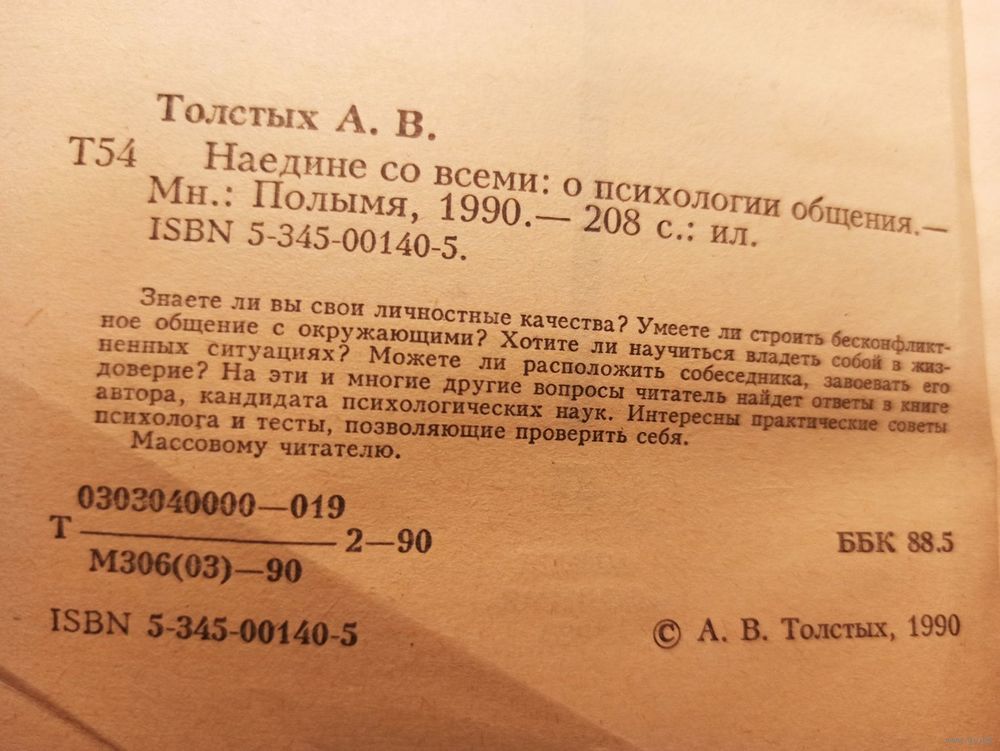 Толстых А. В.
Т54 Наедине со всеми: о психологии общения.—
Мн.: Полымя, 1990.— 208 с.: ил.
ISBN 5-345-00140-5.
Знаете ли вы свои личностные качества? Умеете ли строить бесконфликт-
ное общение с окружающими? Хотите ли научиться владеть собой в жиз-
ненных ситуациях? Можете ли расположить собеседника, завоевать его
доверие? На эти и многие другие вопросы читатель найдет ответы в книге
автора, кандидата психологических наук. Интересны практические советы
психолога и тесты, позволяющие проверить себя.
Массовому читателю.
0303040000—019
Т 2—90
М306(03)—90
ББК 88.5
ISBN 5-345-00140-5
© А. В. Толстых, 1990